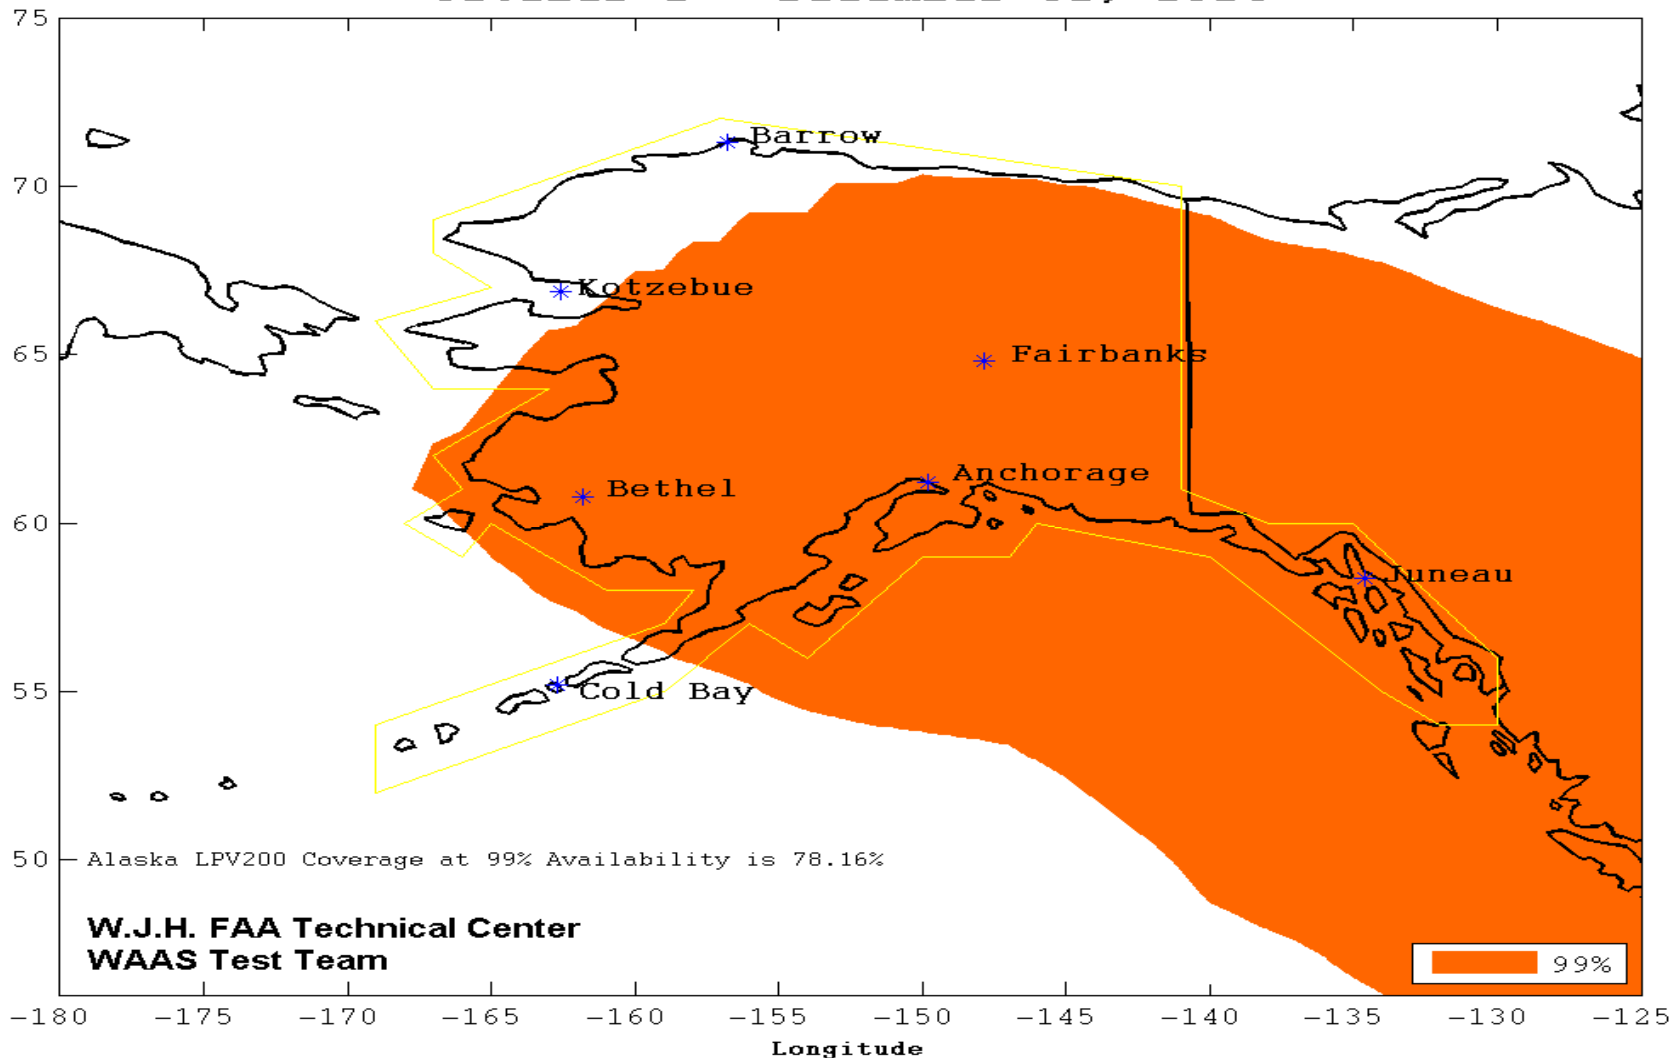 75
Barrow
70
Kotzebue
65
Fairbanks
Anchorage
Bethel
60
Juneau
55
Cold Bay
50
Alaska LPV200 Coverage at 99% Availability is 78.16%
W.J.H. FAA Technical Center
WAAS Test Team
99%
-180 -175 -170 -165 -160 -155 -150 -145 -140 -135 -130 -125
Longitude